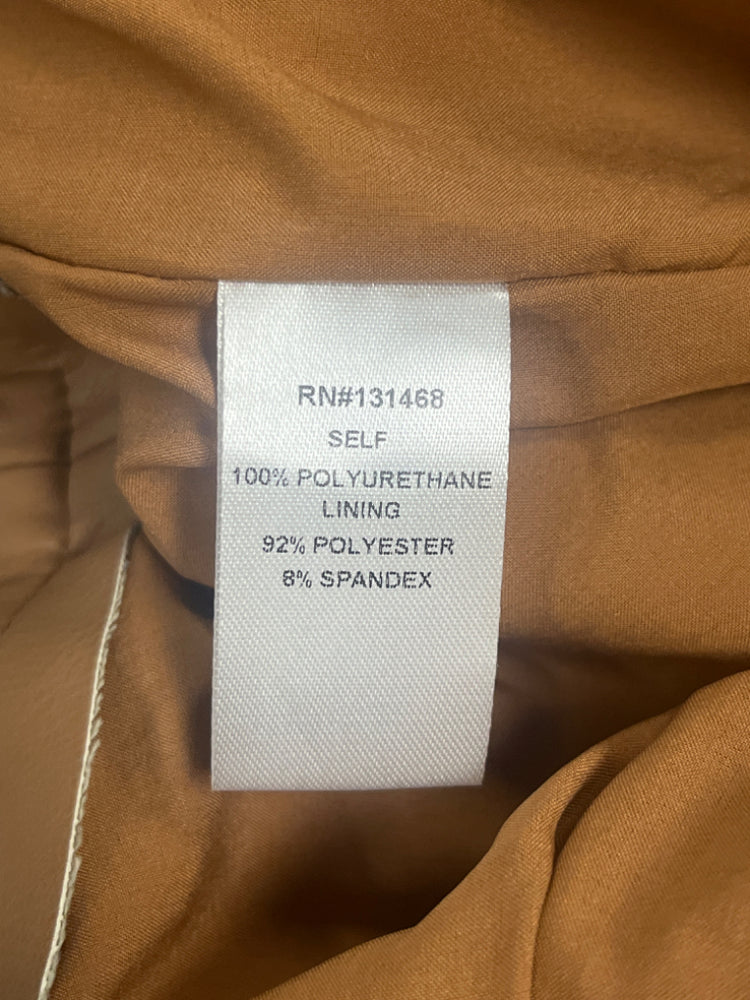 RN#131468
SELF
100% POLYURETHANE
LINING
92% POLYESTER
8% SPANDEX